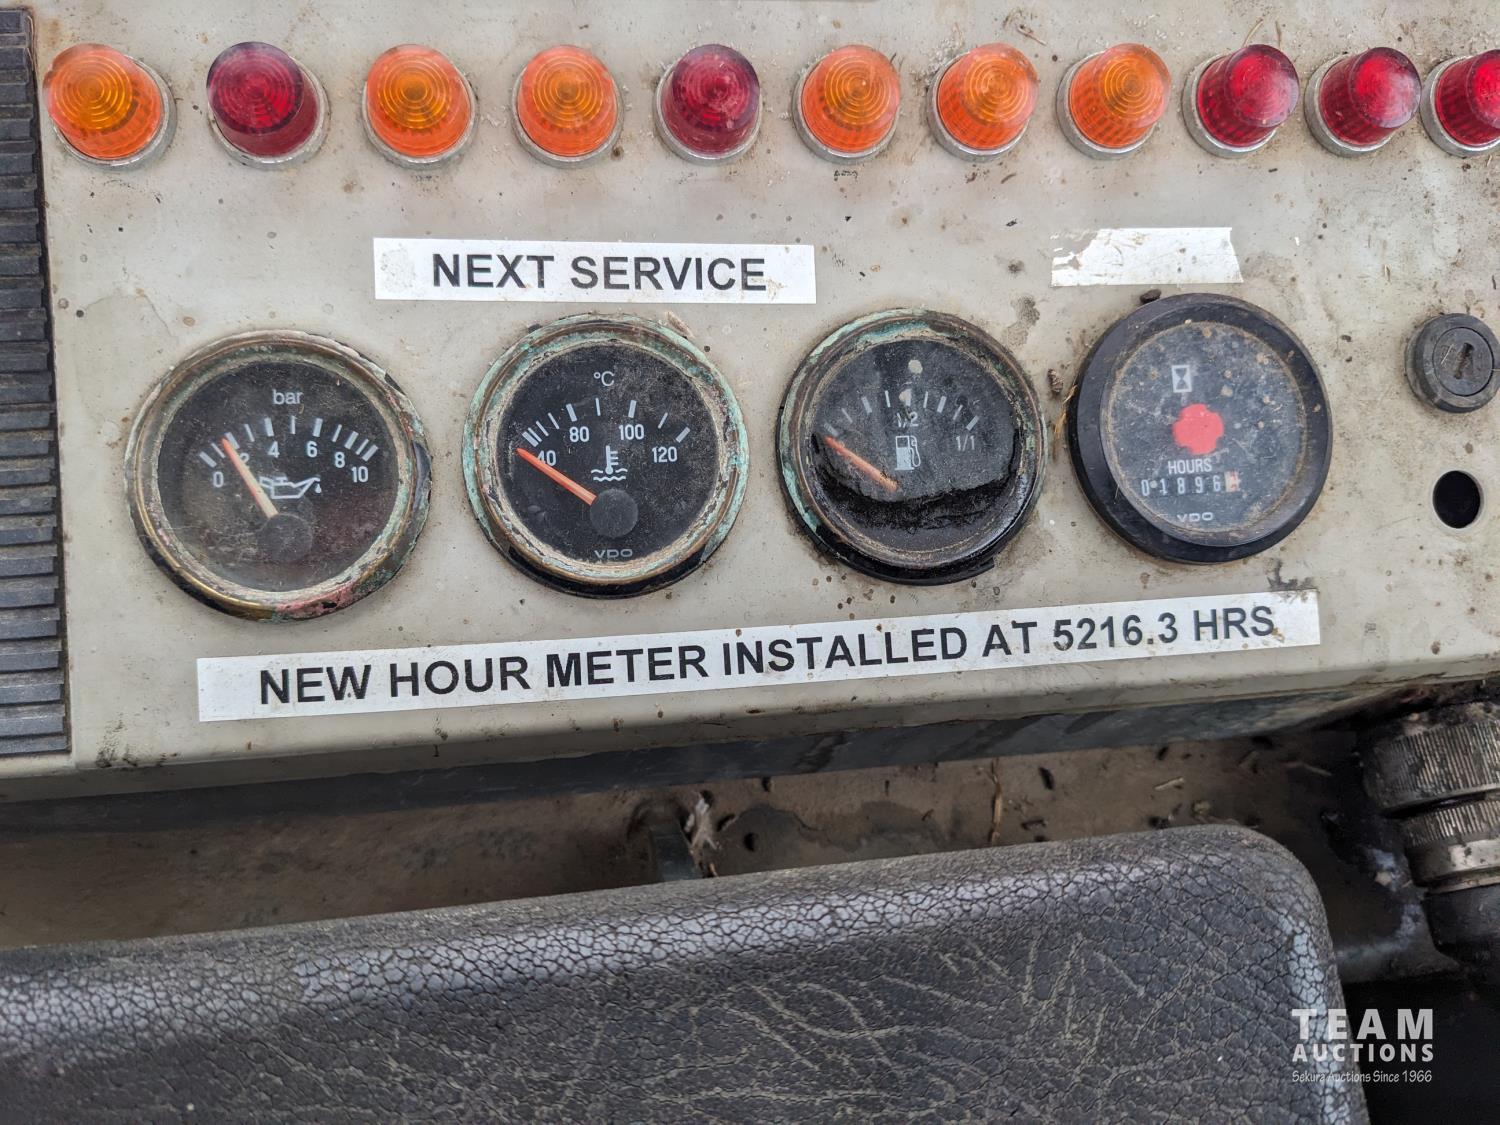 NEXT SERVICE
bar
0 2 4 6 8 10
°C
40 80 100 120
VDO
1/2
1/1
HOURS
VDO
NEW HOUR METER INSTALLED AT 5216.3 HRS
TEAM
AUCTIONS
Sekura Auctions Since 1966